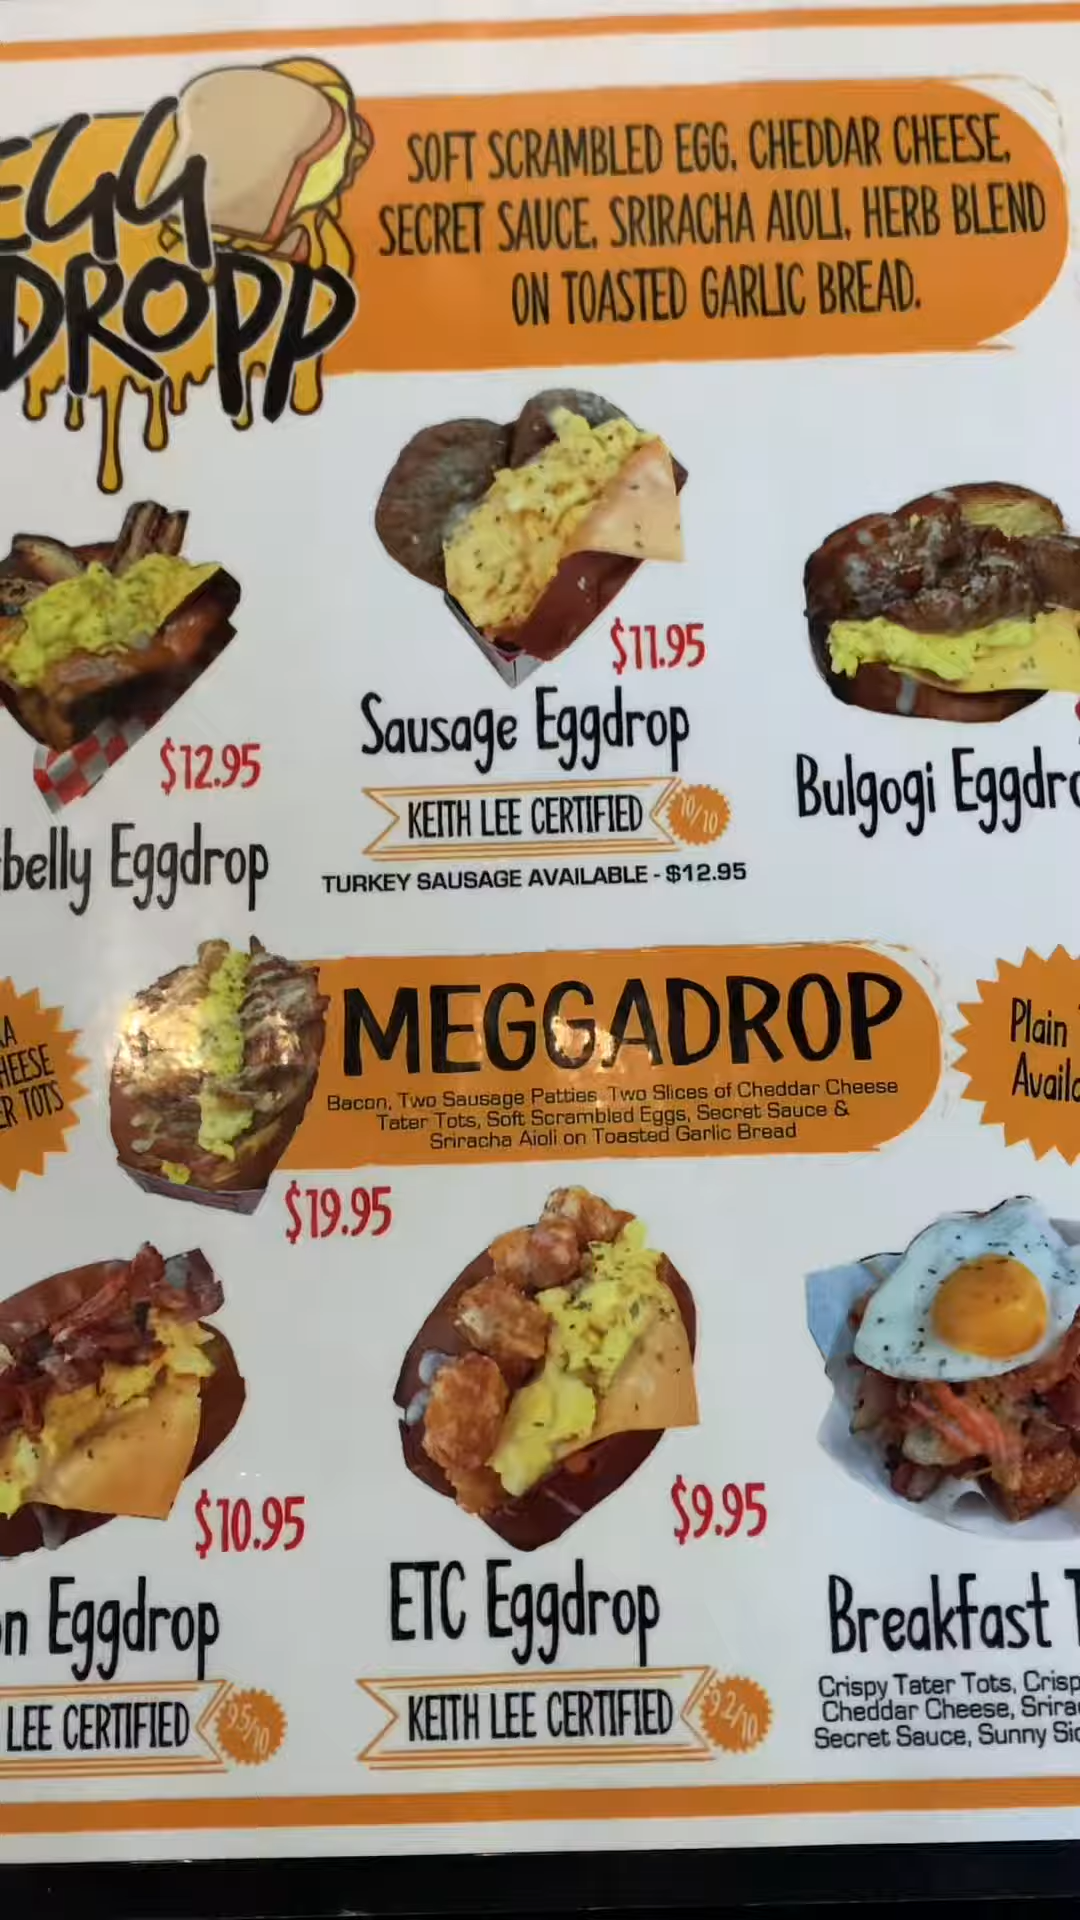 EGG
DROPP
SOFT SCRAMBLED EGG, CHEDDAR CHEESE,
SECRET SAUCE, SRIRACHA AIOLI, HERB BLEND
ON TOASTED GARLIC BREAD.
$12.95
belly Eggdrop
$11.95
Sausage Eggdrop
KEITH LEE CERTIFIED 10/10
TURKEY SAUSAGE AVAILABLE - $12.95
Bulgogi Eggdro
HEESE
TOTS
MEGGADROP
Bacon, Two Sausage Patties, Two Slices of Cheddar Cheese
Tater Tots, Soft Scrambled Eggs, Secret Sauce &
Sriracha Aioli on Toasted Garlic Bread
$19.95
Plain
Availa
$10.95
n Eggdrop
LEE CERTIFIED 9.5/10
$9.95
ETC Eggdrop
KEITH LEE CERTIFIED 9.2/10
Breakfast T
Crispy Tater Tots, Crisp
Cheddar Cheese, Srira
Secret Sauce, Sunny Sid